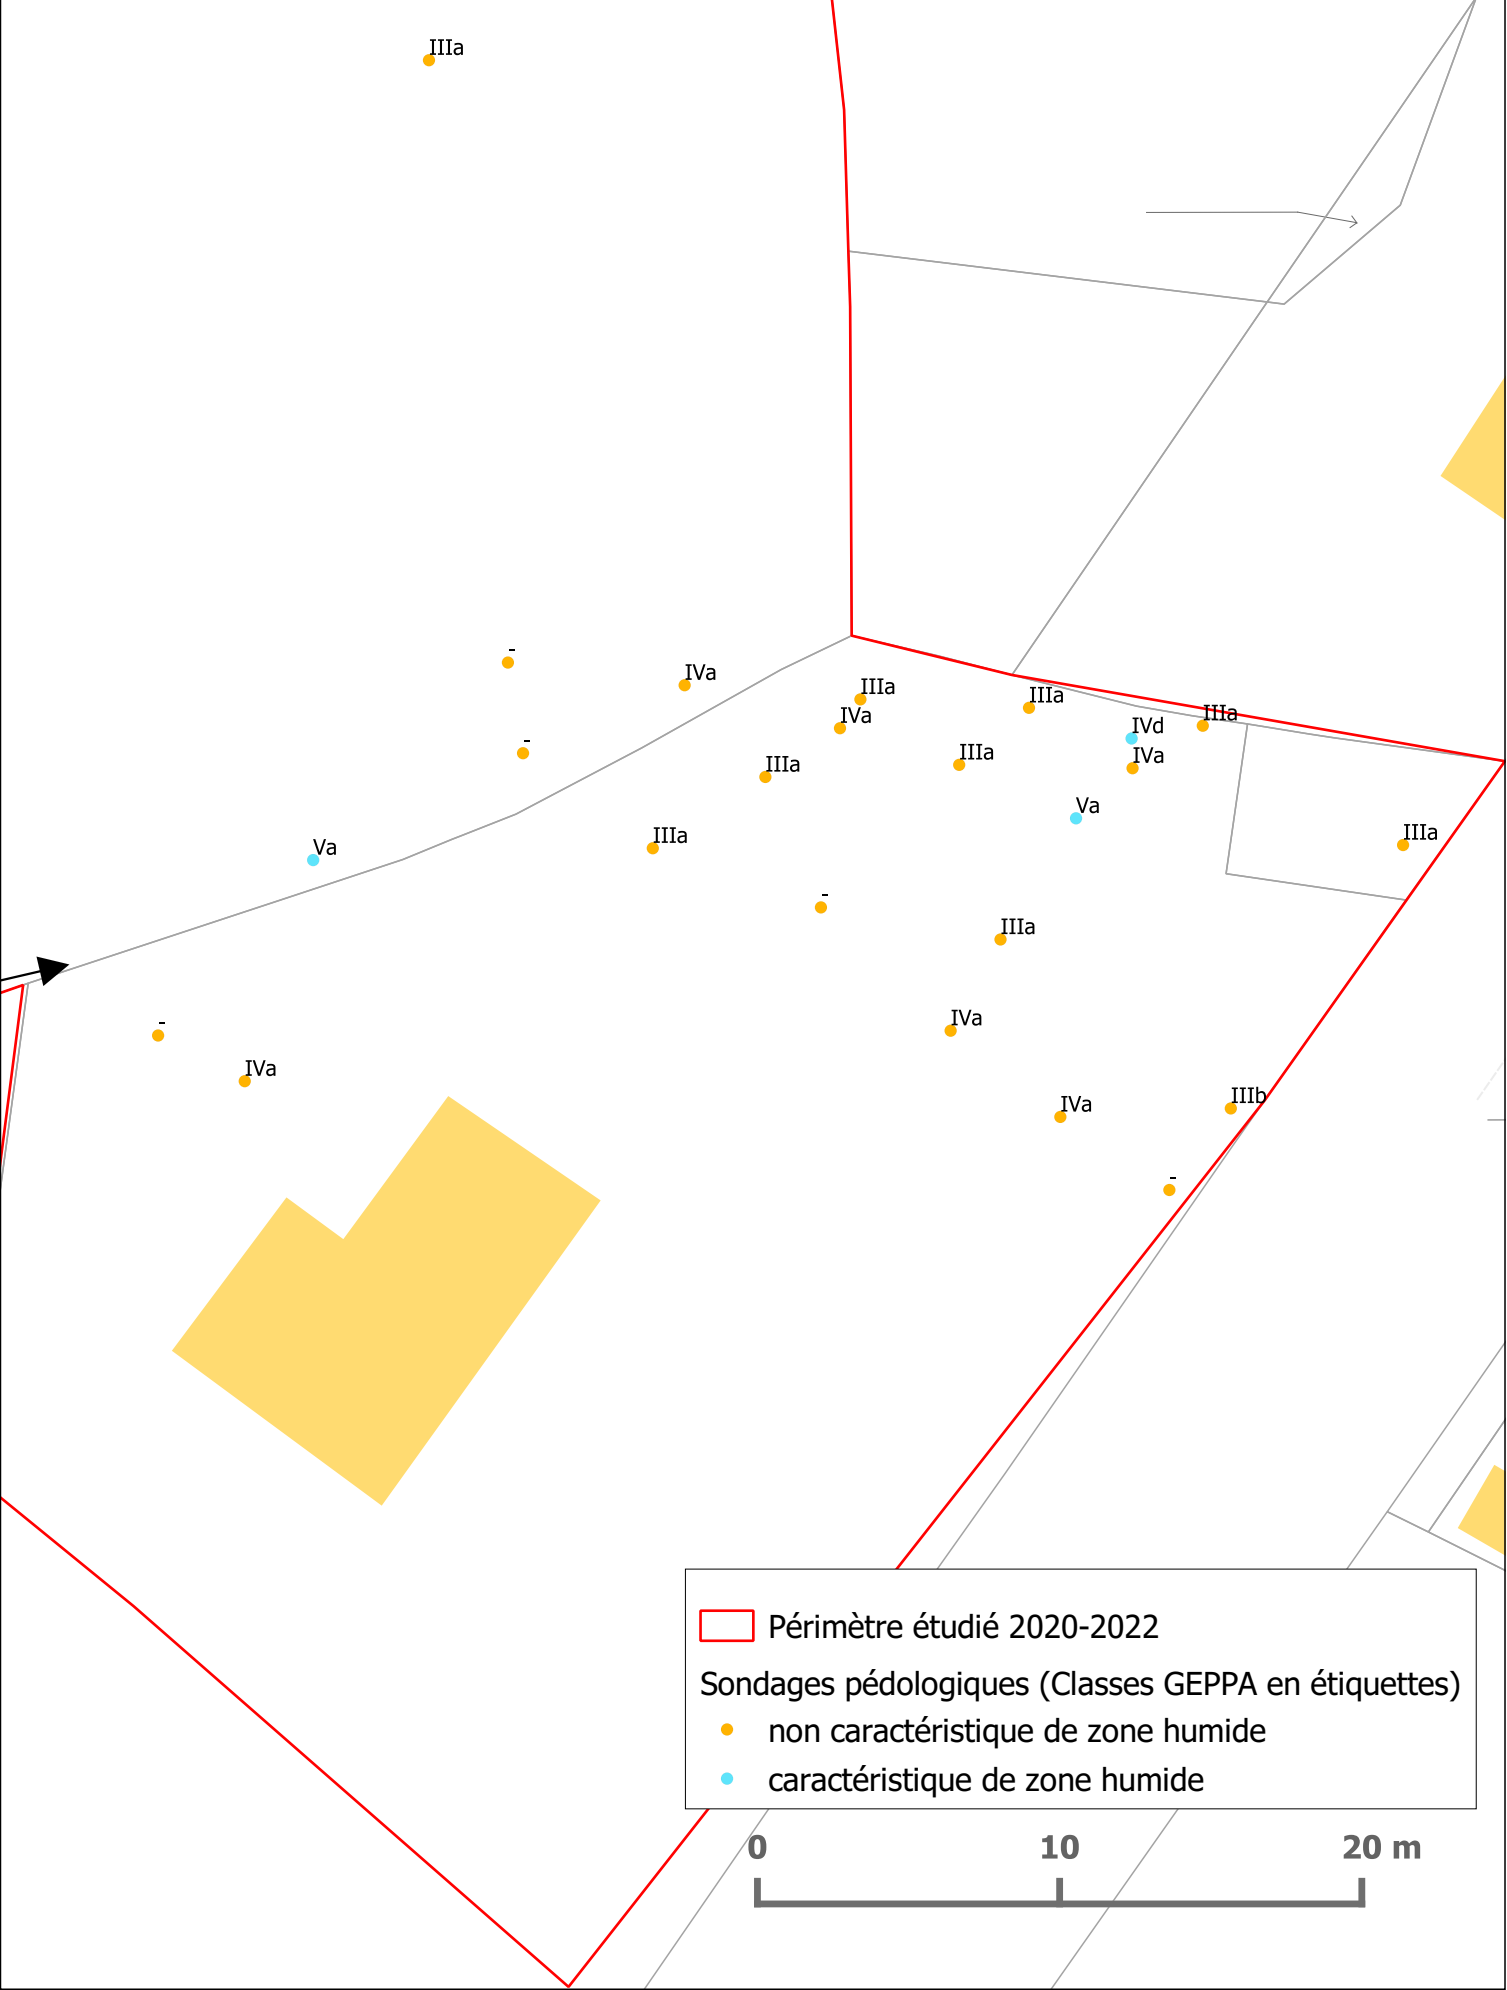 IIIa
-
IVa
IIIa
IIIa
IIIa
IVa
IVd
-
IIIa
IVa
IIIa
Va
IIIa
IIIa
Va
-
IIIa
IVa
-
IVa
IIIb
IVa
-
Périmètre étudié 2020-2022
Sondages pédologiques (Classes GEPPA en étiquettes)
non caractéristique de zone humide
caractéristique de zone humide
0 10 20 m